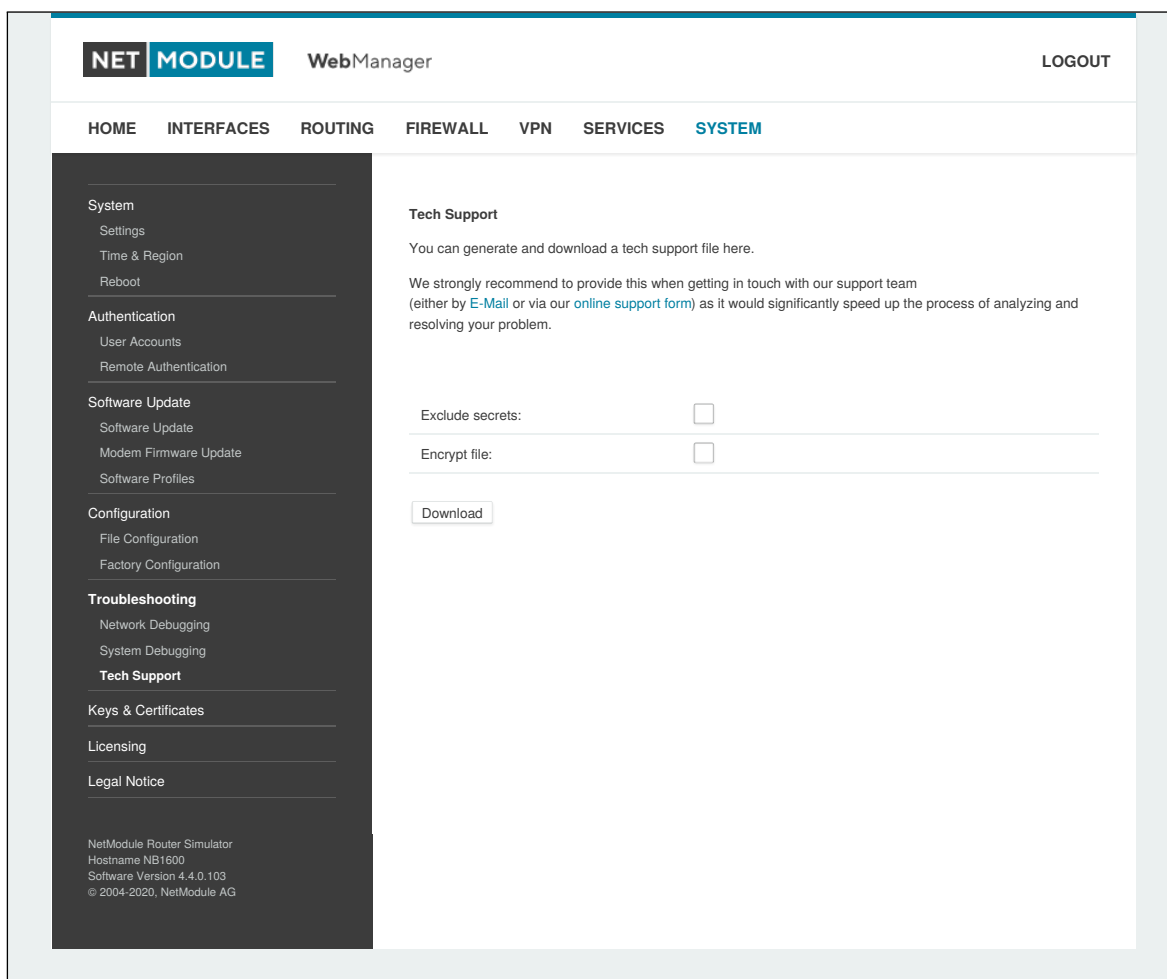 NET MODULE WebManager LOGOUT
HOME INTERFACES ROUTING FIREWALL VPN SERVICES SYSTEM
System
Settings
Time & Region
Reboot
Authentication
User Accounts
Remote Authentication
Software Update
Software Update
Modem Firmware Update
Software Profiles
Configuration
File Configuration
Factory Configuration
Troubleshooting
Network Debugging
System Debugging
Tech Support
Keys & Certificates
Licensing
Legal Notice
NetModule Router Simulator
Hostname NB1600
Software Version 4.4.0.103
© 2004-2020, NetModule AG
Tech Support
You can generate and download a tech support file here.
We strongly recommend to provide this when getting in touch with our support team
(either by E-Mail or via our online support form) as it would significantly speed up the process of analyzing and
resolving your problem.
Exclude secrets:
Encrypt file:
Download